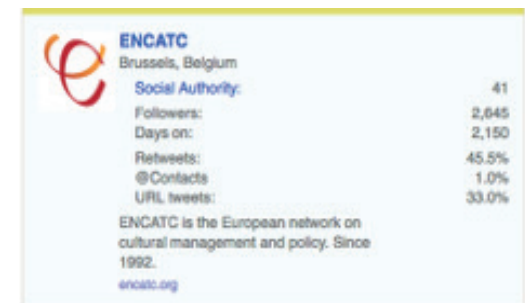 ENCATC
Brussels, Belgium
Social Authority: 41
Followers: 2,645
Days on: 2,150
Retweets: 45.5%
@Contacts 1.0%
URL tweets: 33.0%
ENCATC is the European network on
cultural management and policy. Since
1992.
encatc.org